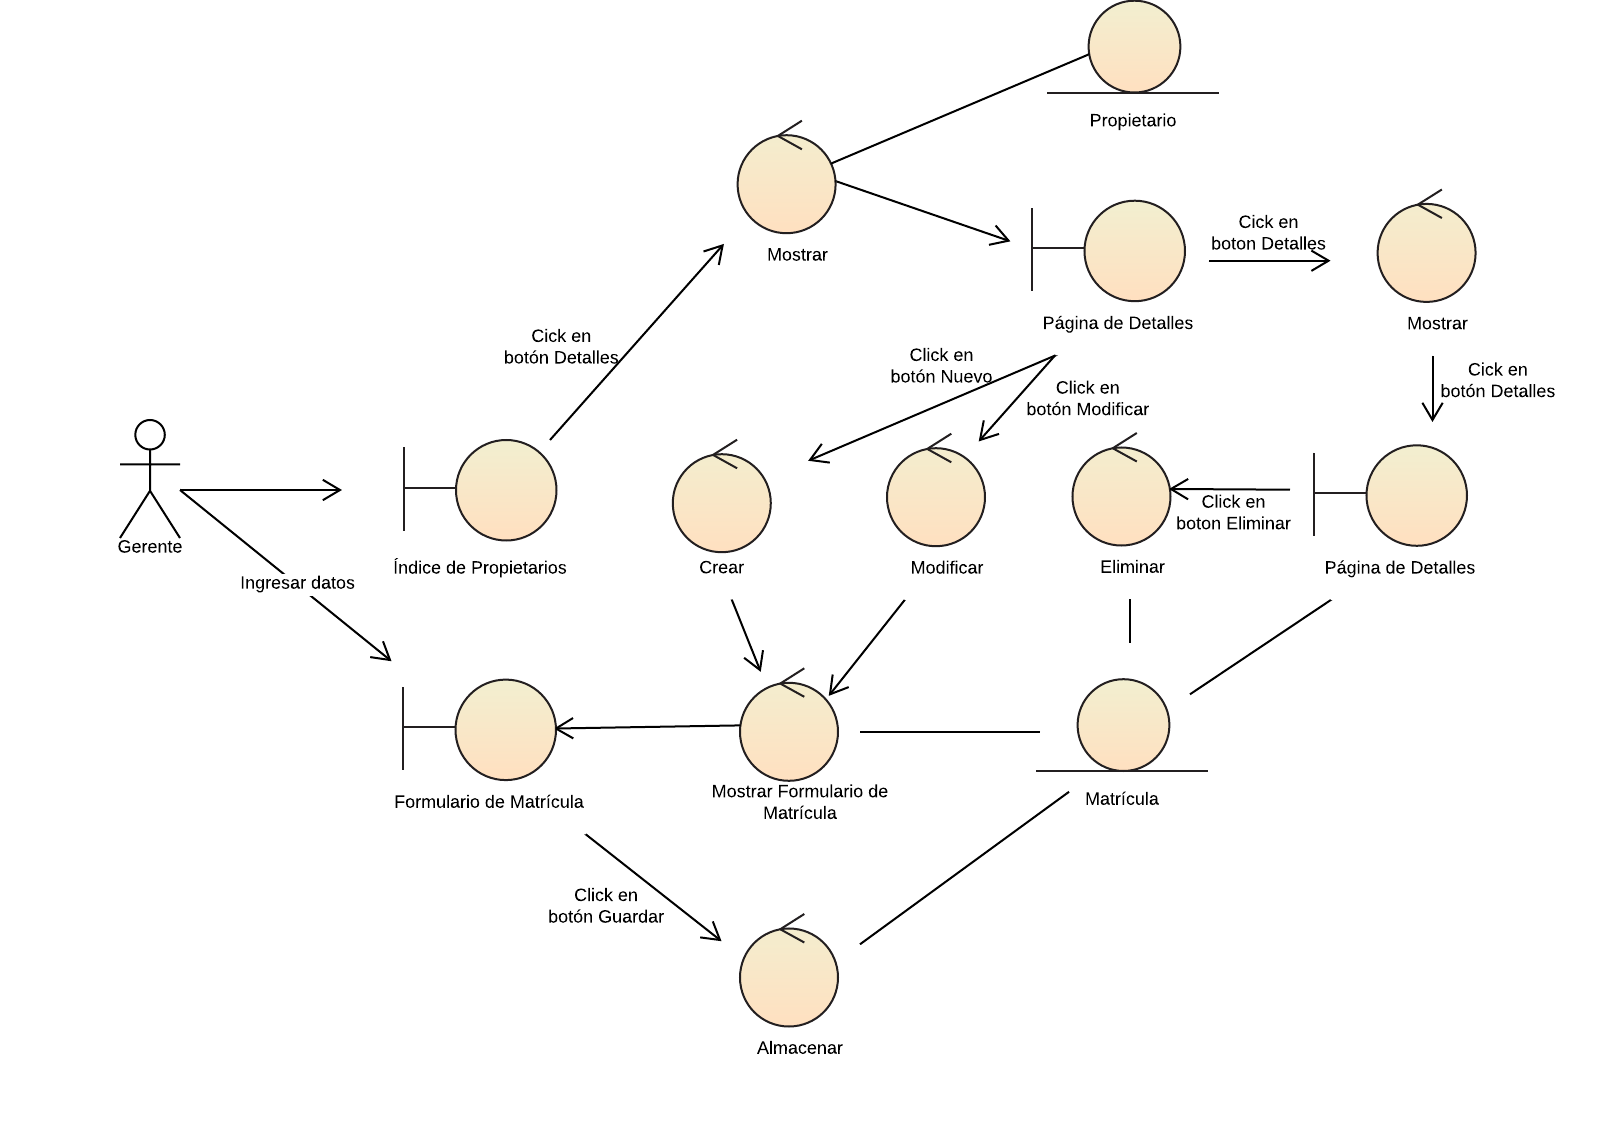 Propietario
Mostrar
Cick en
boton Detalles
Página de Detalles
Mostrar
Cick en
botón Detalles
Click en
botón Nuevo
Click en
botón Modificar
Cick en
botón Detalles
Gerente
Índice de Propietarios
Crear
Modificar
Eliminar
Click en
boton Eliminar
Página de Detalles
Ingresar datos
Formulario de Matrícula
Mostrar Formulario de
Matrícula
Matrícula
Click en
botón Guardar
Almacenar